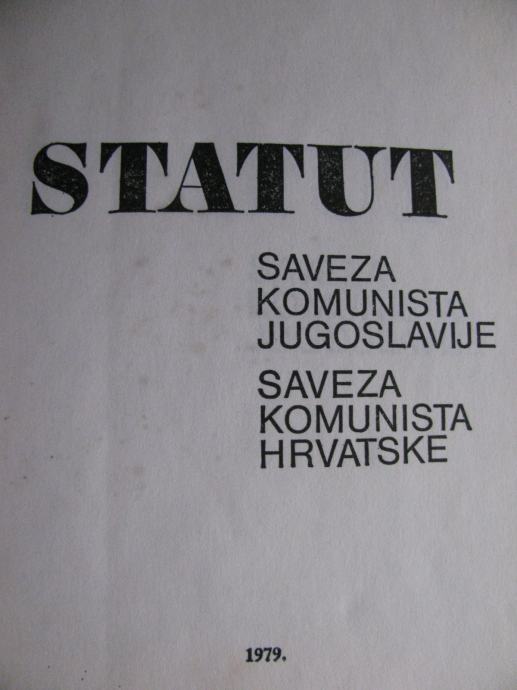 STATUT
SAVEZA
KOMUNISTA
JUGOSLAVIJE
SAVEZA
KOMUNISTA
HRVATSKE
1979.